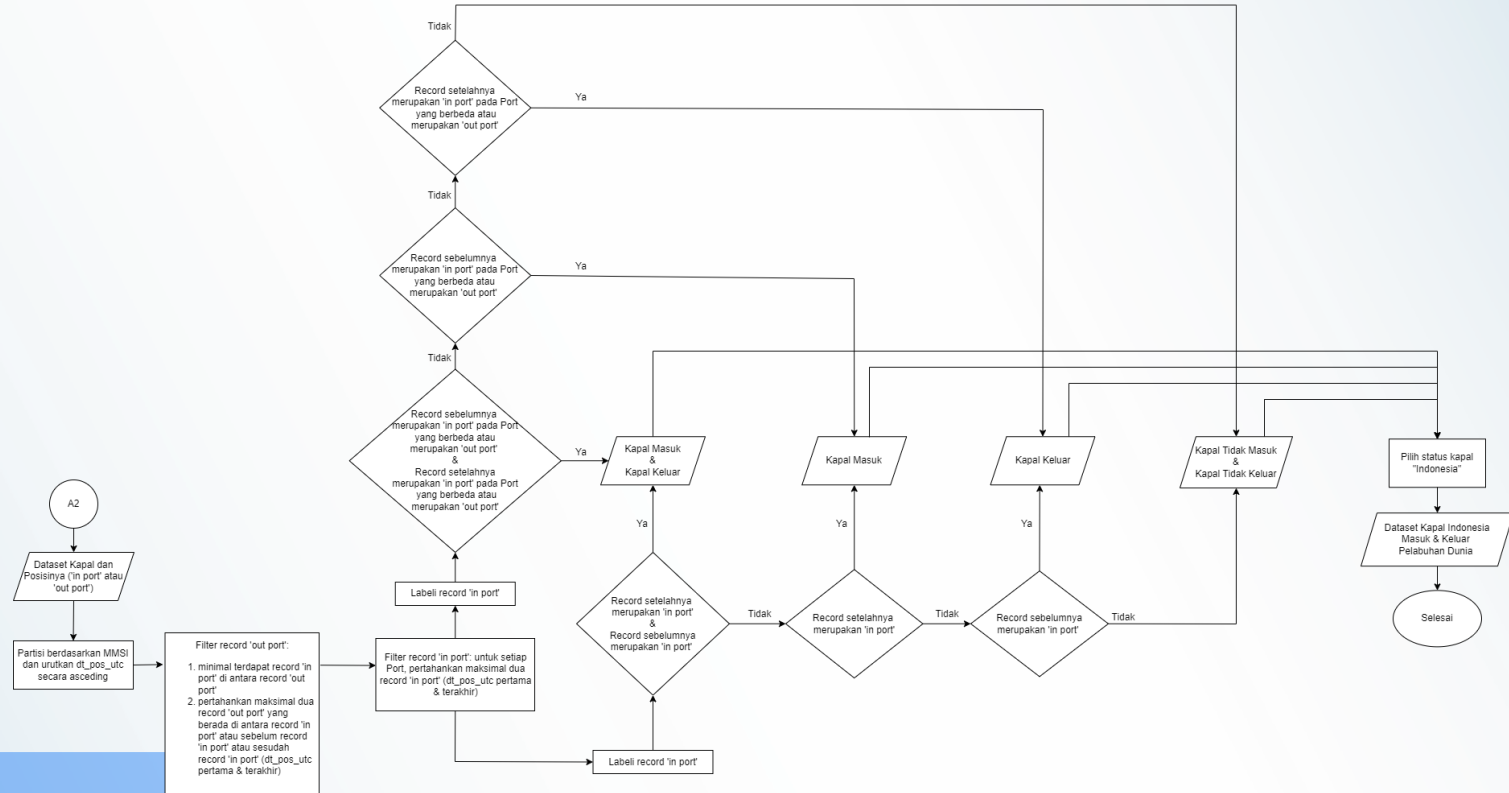 Tidak
Record setelahnya
merupakan 'in port' pada Port
yang berbeda atau
merupakan 'out port'
Ya
Tidak
Record sebelumnya
merupakan 'in port' pada Port
yang berbeda atau
merupakan 'out port'
Ya
Tidak
Record sebelumnya
merupakan 'in port' pada Port
yang berbeda atau
merupakan 'out port'
&
Record setelahnya
merupakan 'in port' pada Port
yang berbeda atau
merupakan 'out port'
Ya
Kapal Masuk
&
Kapal Keluar
Kapal Masuk
Kapal Keluar
Kapal Tidak Masuk
&
Kapal Tidak Keluar
Pilih status kapal
"Indonesia"
A2
Dataset Kapal dan
Posisinya ('in port' atau
'out port')
Ya
Ya
Ya
Dataset Kapal Indonesia
Masuk & Keluar
Pelabuhan Dunia
Labeli record 'in port'
Record setelahnya
merupakan 'in port'
&
Record sebelumnya
merupakan 'in port'
Tidak
Record setelahnya
merupakan 'in port'
Tidak
Record sebelumnya
merupakan 'in port'
Tidak
Selesai
Partisi berdasarkan MMSI
dan urutkan dt_pos_utc
secara asceding
Filter record 'out port':
1. minimal terdapat record 'in
port' di antara record 'out
port'
2. pertahankan maksimal dua
record 'out port' yang
berada di antara record 'in
port' atau sebelum record
'in port' atau sesudah
record 'in port' (dt_pos_utc
pertama & terakhir)
Filter record 'in port': untuk setiap
Port, pertahankan maksimal dua
record 'in port' (dt_pos_utc pertama
& terakhir)
Labeli record 'in port'